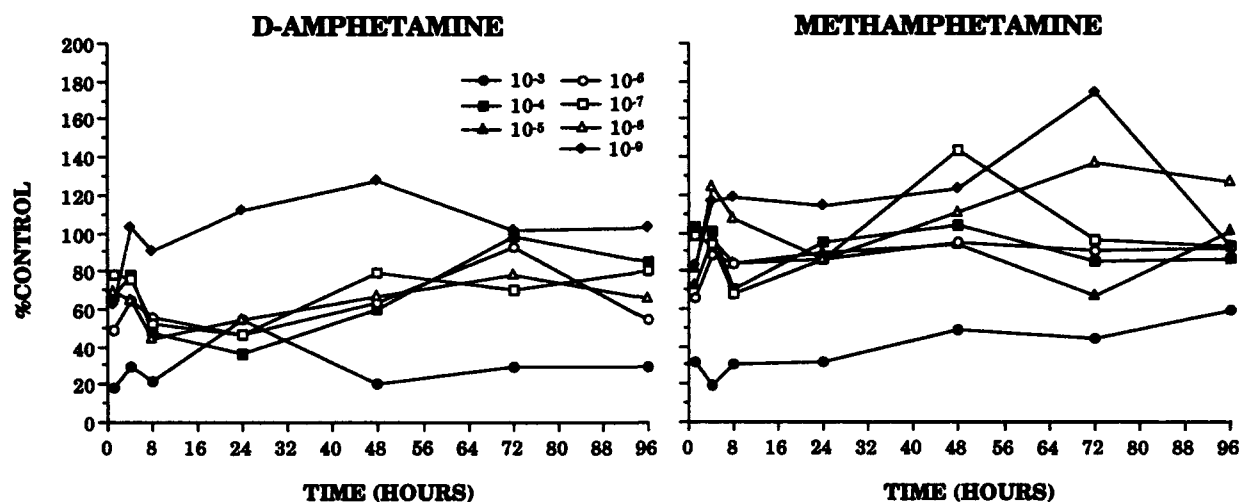 D-AMPHETAMINE
METHAMPHETAMINE
%CONTROL
200
180
160
140
120
100
80
60
40
20
0
10-3
10-4
10-5
10-6
10-7
10-8
10-9
0 8 16 24 32 40 48 56 64 72 80 88 96
0 8 16 24 32 40 48 56 64 72 80 88 96
TIME (HOURS)
TIME (HOURS)